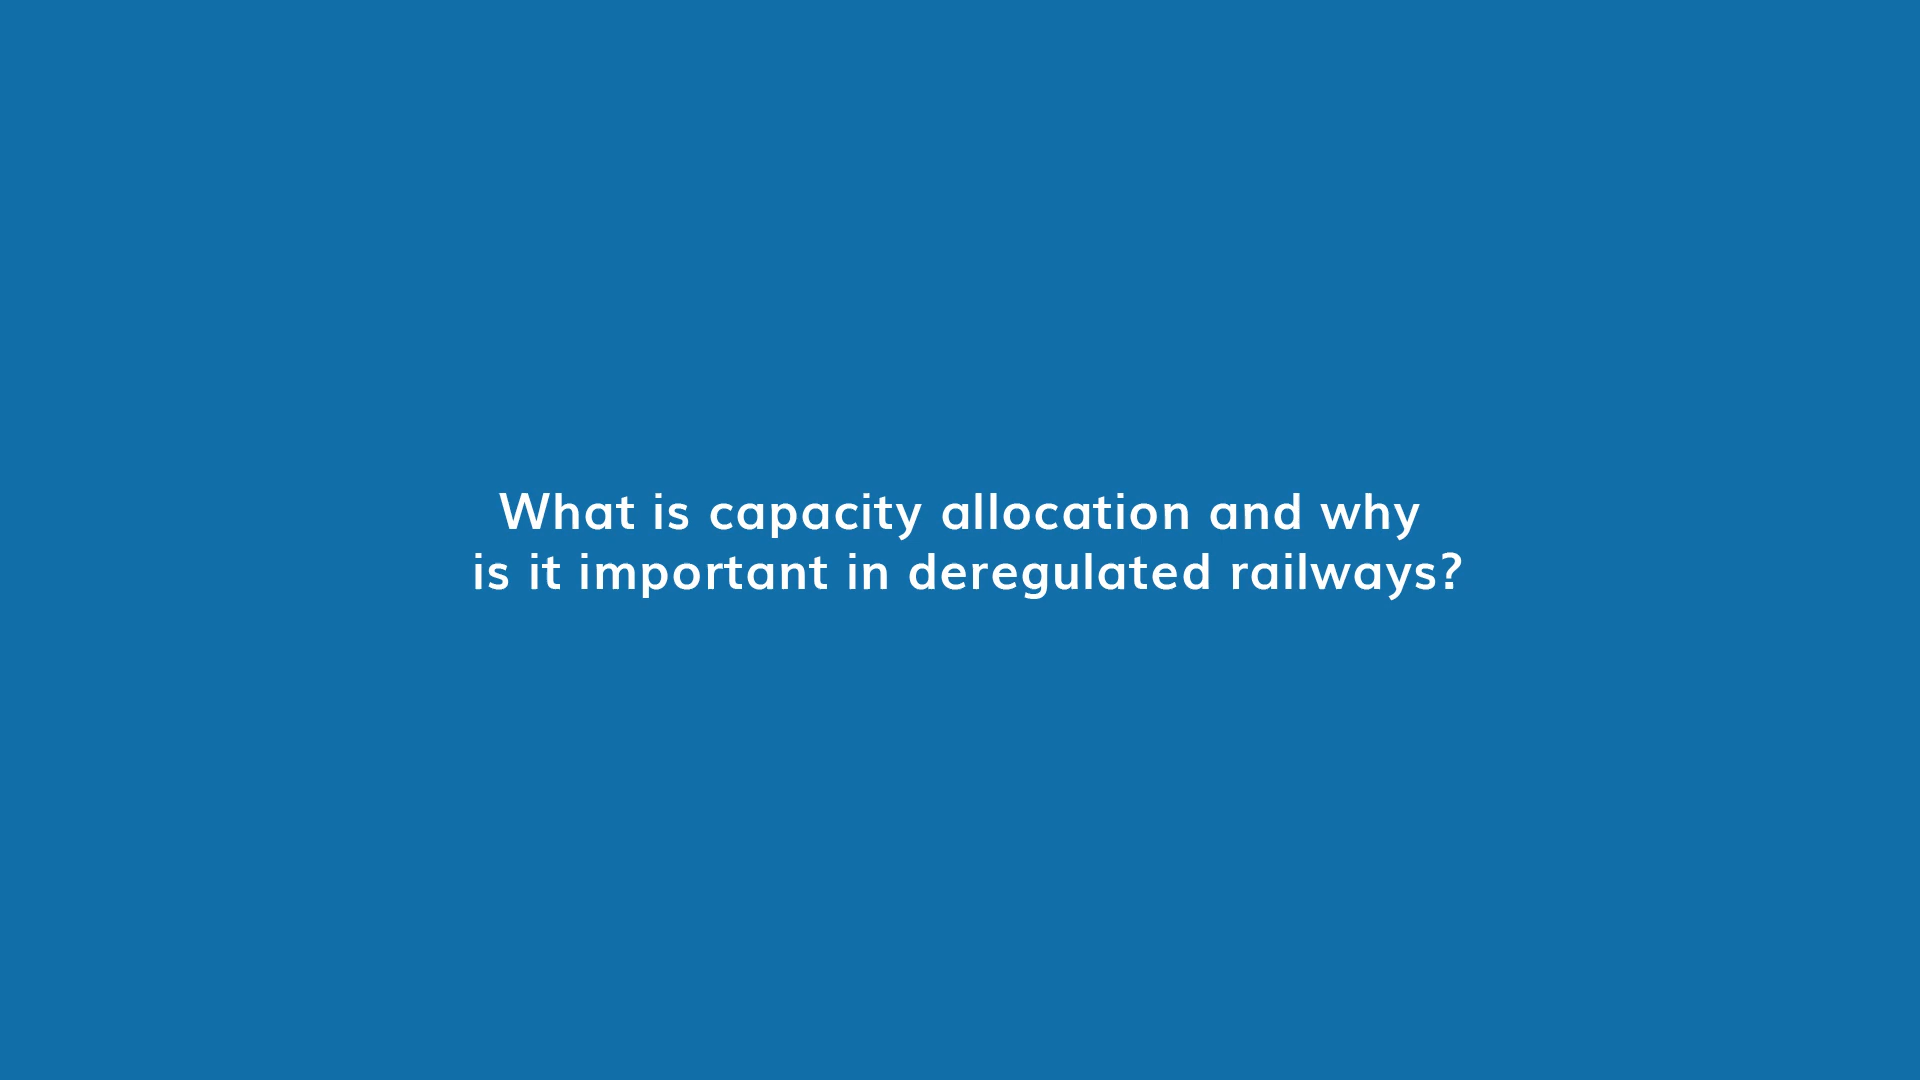 What is capacity allocation and why
is it important in deregulated railways?